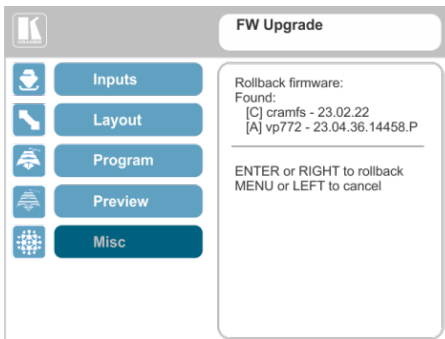 FW Upgrade
Inputs
Layout
Program
Preview
Misc
Rollback firmware:
Found:
[C] cramfs - 23.02.22
[A] vp772 - 23.04.36.14458.P
ENTER or RIGHT to rollback
MENU or LEFT to cancel